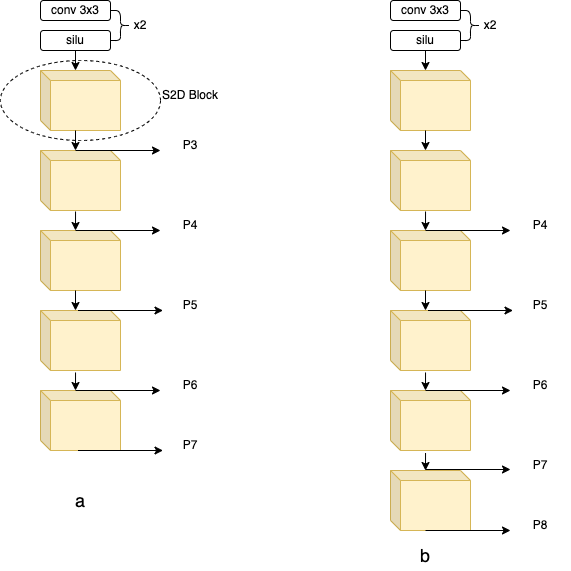 conv 3x3
x2
silu
S2D Block
P3
P4
P5
P6
P7
a
conv 3x3
x2
silu
P4
P5
P6
P7
P8
b